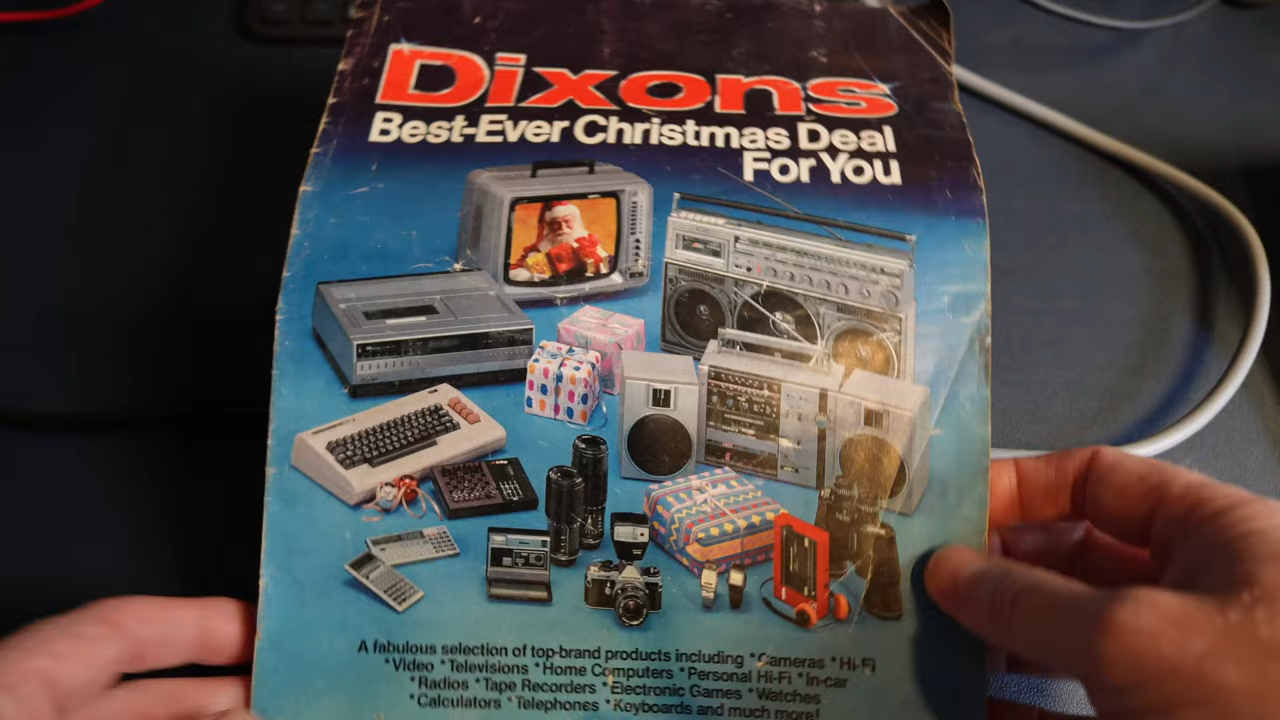 Dixons
Best-Ever Christmas Deal
For You
A fabulous selection of top-brand products including *Cameras *Hi-Fi
*Video *Televisions *Home Computers *Personal Hi-Fi *In-car
*Radios *Tape Recorders *Electronic Games *Watches
*Calculators *Telephones *Keyboards and much more!